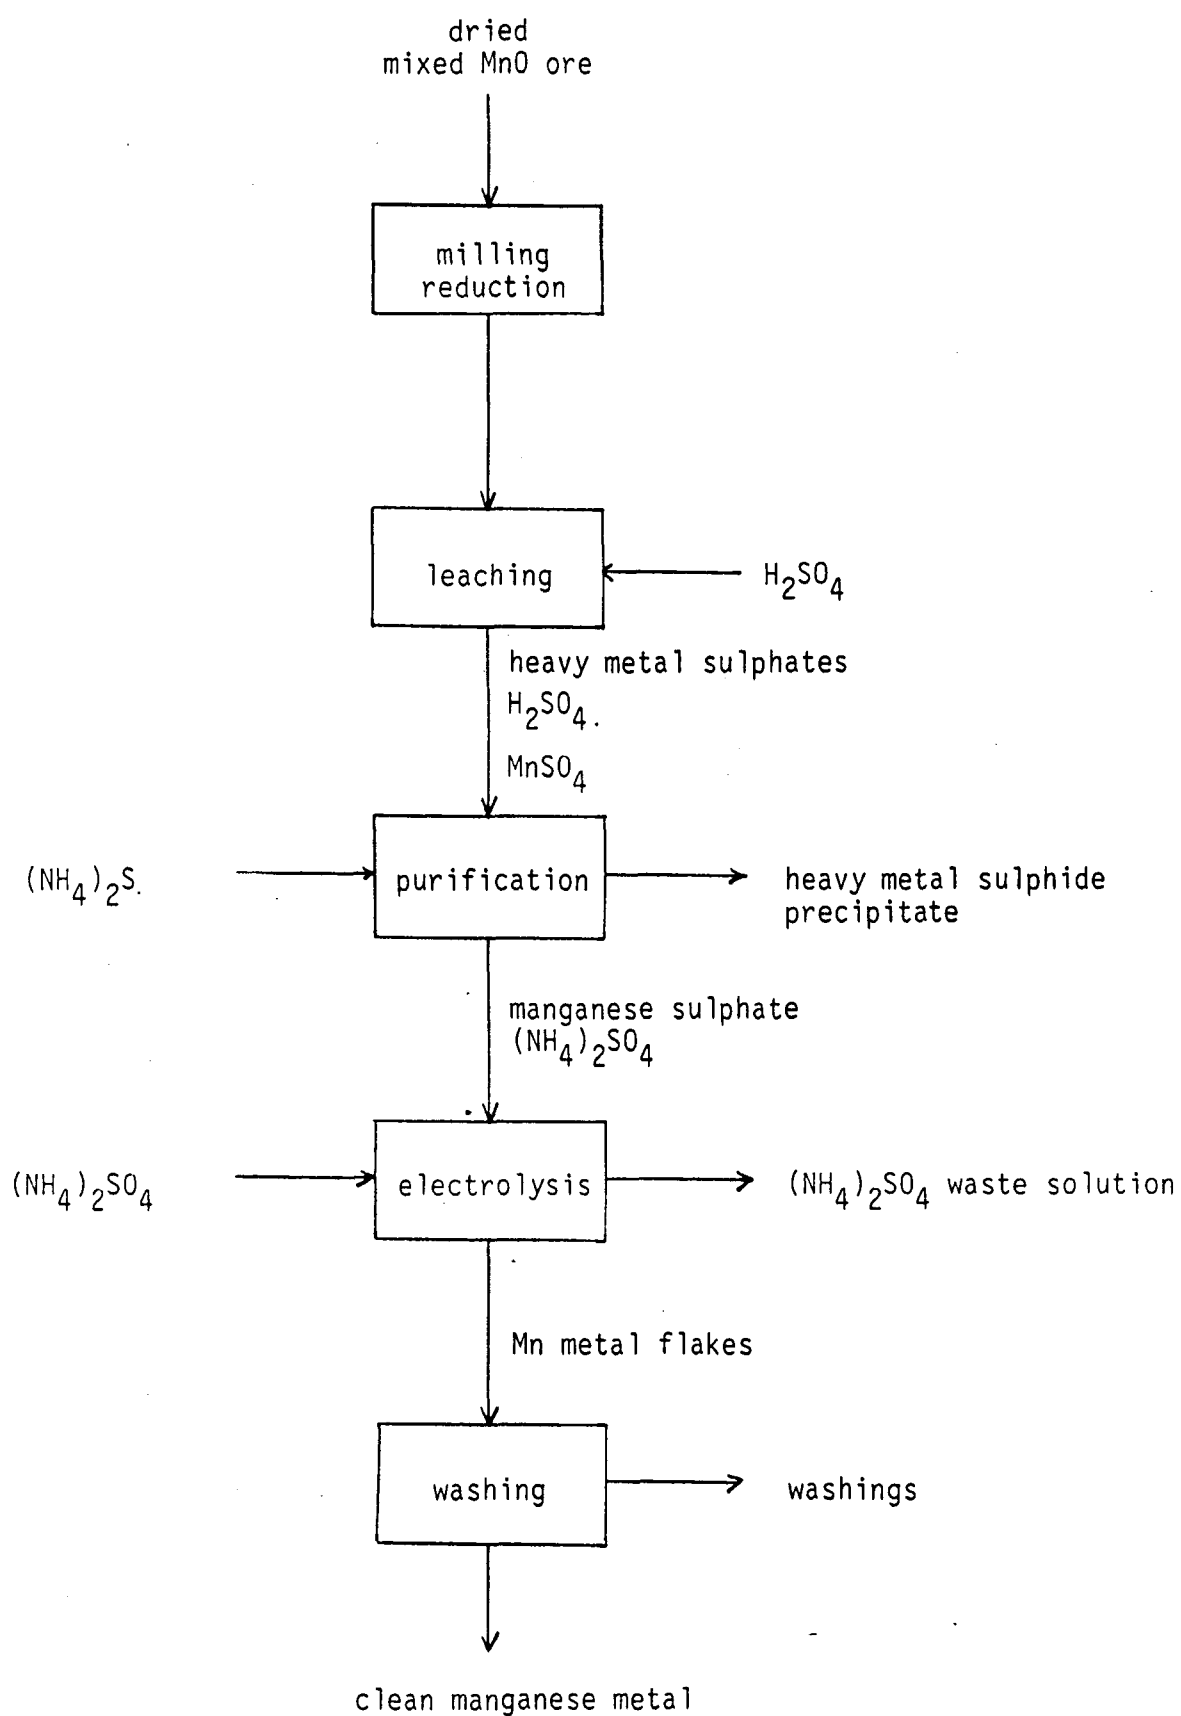 dried
mixed MnO ore
milling
reduction
leaching
H₂SO₄
heavy metal sulphates
H₂SO₄.
MnSO₄
(NH₄)₂S.
purification
heavy metal sulphide
precipitate
manganese sulphate
(NH₄)₂SO₄
(NH₄)₂SO₄
electrolysis
(NH₄)₂SO₄ waste solution
Mn metal flakes
washing
washings
clean manganese metal